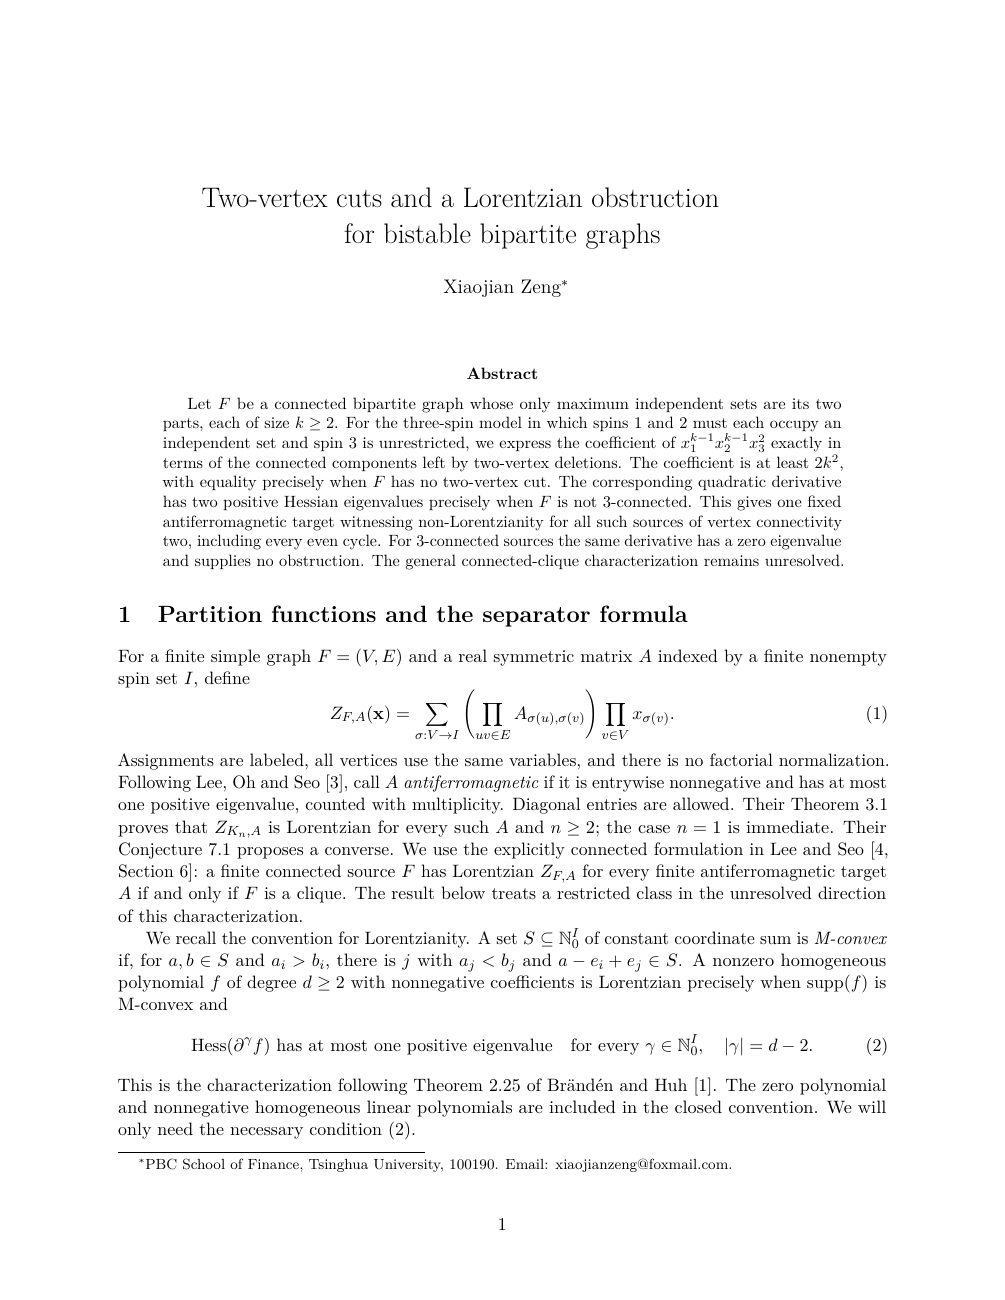 Two-vertex cuts and a Lorentzian obstruction
for bistable bipartite graphs
Xiaojian Zeng*
Abstract
Let F be a connected bipartite graph whose only maximum independent sets are its two
parts, each of size k ≥ 2. For the three-spin model in which spins 1 and 2 must each occupy an
independent set and spin 3 is unrestricted, we express the coefficient of x_1^{k−1}x_2^{k−1}x_3^2 exactly in
terms of the connected components left by two-vertex deletions. The coefficient is at least 2k^2,
with equality precisely when F has no two-vertex cut. The corresponding quadratic derivative
has two positive Hessian eigenvalues precisely when F is not 3-connected. This gives one fixed
antiferromagnetic target witnessing non-Lorentzianity for all such sources of vertex connectivity
two, including every even cycle. For 3-connected sources the same derivative has a zero eigenvalue
and supplies no obstruction. The general connected-clique characterization remains unresolved.
1 Partition functions and the separator formula
For a finite simple graph F = (V, E) and a real symmetric matrix A indexed by a finite nonempty
spin set I, define
Z_{F,A}(x) = ∑_{σ:V→I} (∏_{uv∈E} A_{σ(u),σ(v)}) ∏_{v∈V} x_{σ(v)}. (1)
Assignments are labeled, all vertices use the same variables, and there is no factorial normalization.
Following Lee, Oh and Seo [3], call A antiferromagnetic if it is entrywise nonnegative and has at most
one positive eigenvalue, counted with multiplicity. Diagonal entries are allowed. Their Theorem 3.1
proves that Z_{K_n,A} is Lorentzian for every such A and n ≥ 2; the case n = 1 is immediate. Their
Conjecture 7.1 proposes a converse. We use the explicitly connected formulation in Lee and Seo [4,
Section 6]: a finite connected source F has Lorentzian Z_{F,A} for every finite antiferromagnetic target
A if and only if F is a clique. The result below treats a restricted class in the unresolved direction
of this characterization.
We recall the convention for Lorentzianity. A set S ⊆ ℕ_0^I of constant coordinate sum is M-convex
if, for a, b ∈ S and a_i > b_i, there is j with a_j < b_j and a − e_i + e_j ∈ S. A nonzero homogeneous
polynomial f of degree d ≥ 2 with nonnegative coefficients is Lorentzian precisely when supp(f) is
M-convex and
Hess(∂^γ f) has at most one positive eigenvalue for every γ ∈ ℕ_0^I, |γ| = d − 2. (2)
This is the characterization following Theorem 2.25 of Brändén and Huh [1]. The zero polynomial
and nonnegative homogeneous linear polynomials are included in the closed convention. We will
only need the necessary condition (2).
*PBC School of Finance, Tsinghua University, 100190. Email: xiaojianzeng@foxmail.com.
1